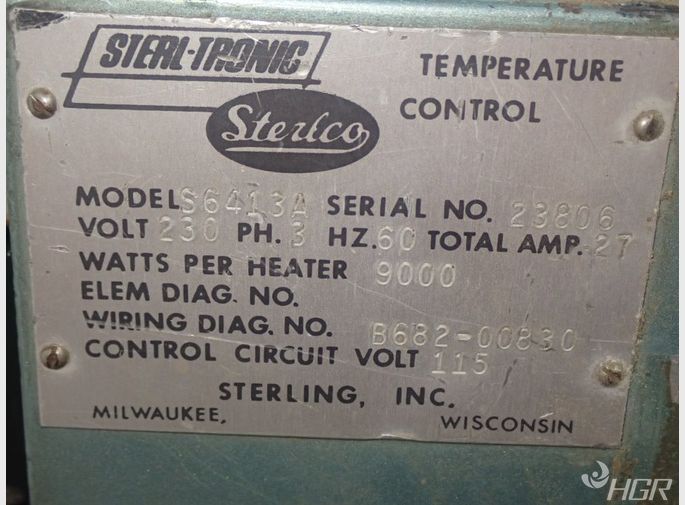 STERL-TRONIC
Sterlco
TEMPERATURE
CONTROL
MODEL S6413A SERIAL NO. 23806
VOLT 230 PH. 3 HZ. 60 TOTAL AMP. 27
WATTS PER HEATER 9000
ELEM DIAG. NO.
WIRING DIAG. NO. B682-00830
CONTROL CIRCUIT VOLT 115
STERLING, INC.
MILWAUKEE, WISCONSIN
HGR